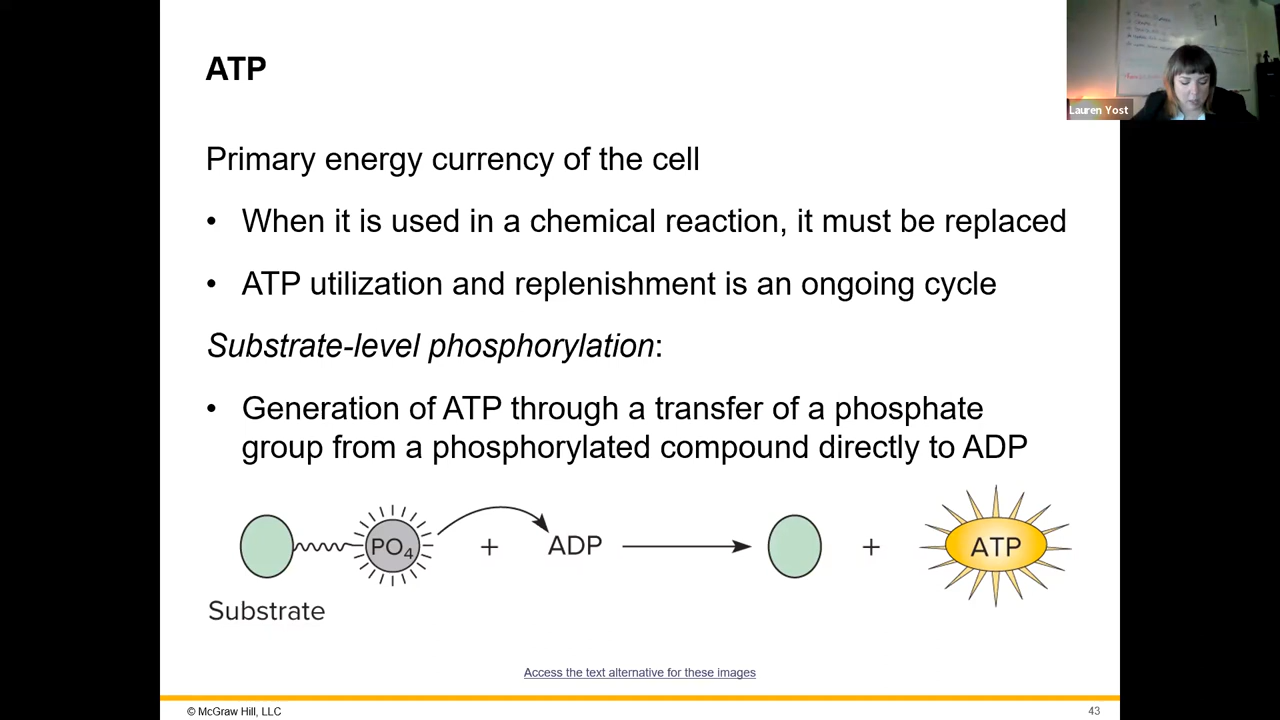 ATP
Lauren Yost
Primary energy currency of the cell
• When it is used in a chemical reaction, it must be replaced
• ATP utilization and replenishment is an ongoing cycle
Substrate-level phosphorylation:
• Generation of ATP through a transfer of a phosphate
group from a phosphorylated compound directly to ADP
PO₄ + ADP + ATP
Substrate
Access the text alternative for these images
© McGraw Hill, LLC
43